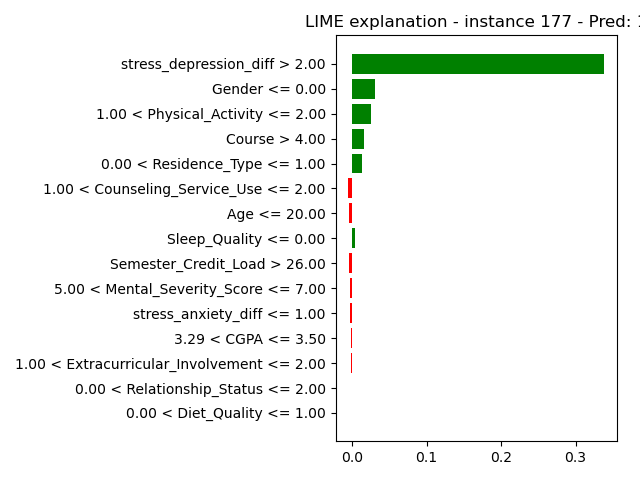 LIME explanation - instance 177 - Pred:
stress_depression_diff > 2.00
Gender <= 0.00
1.00 < Physical_Activity <= 2.00
Course > 4.00
0.00 < Residence_Type <= 1.00
1.00 < Counseling_Service_Use <= 2.00
Age <= 20.00
Sleep_Quality <= 0.00
Semester_Credit_Load > 26.00
5.00 < Mental_Severity_Score <= 7.00
stress_anxiety_diff <= 1.00
3.29 < CGPA <= 3.50
1.00 < Extracurricular_Involvement <= 2.00
0.00 < Relationship_Status <= 2.00
0.00 < Diet_Quality <= 1.00
0.0 0.1 0.2 0.3